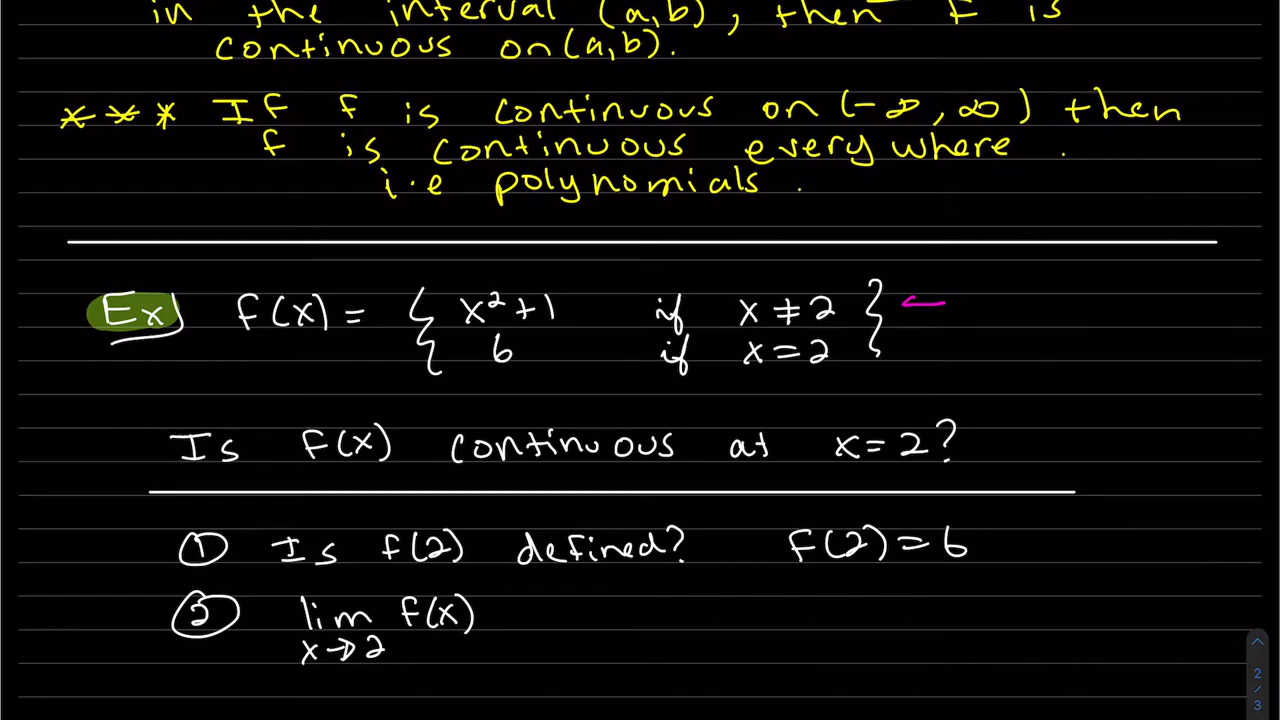 in the interval (a,b), then f is
continuous on (a,b).
*** If f is continuous on (-∞, ∞) then
f is continuous everywhere.
i.e polynomials.
Ex) f(x) = { x² + 1 if x ≠ 2 }
{ 6 if x = 2
Is f(x) continuous at x = 2?
① Is f(2) defined? f(2) = 6
② lim f(x)
x→2
2
/
3